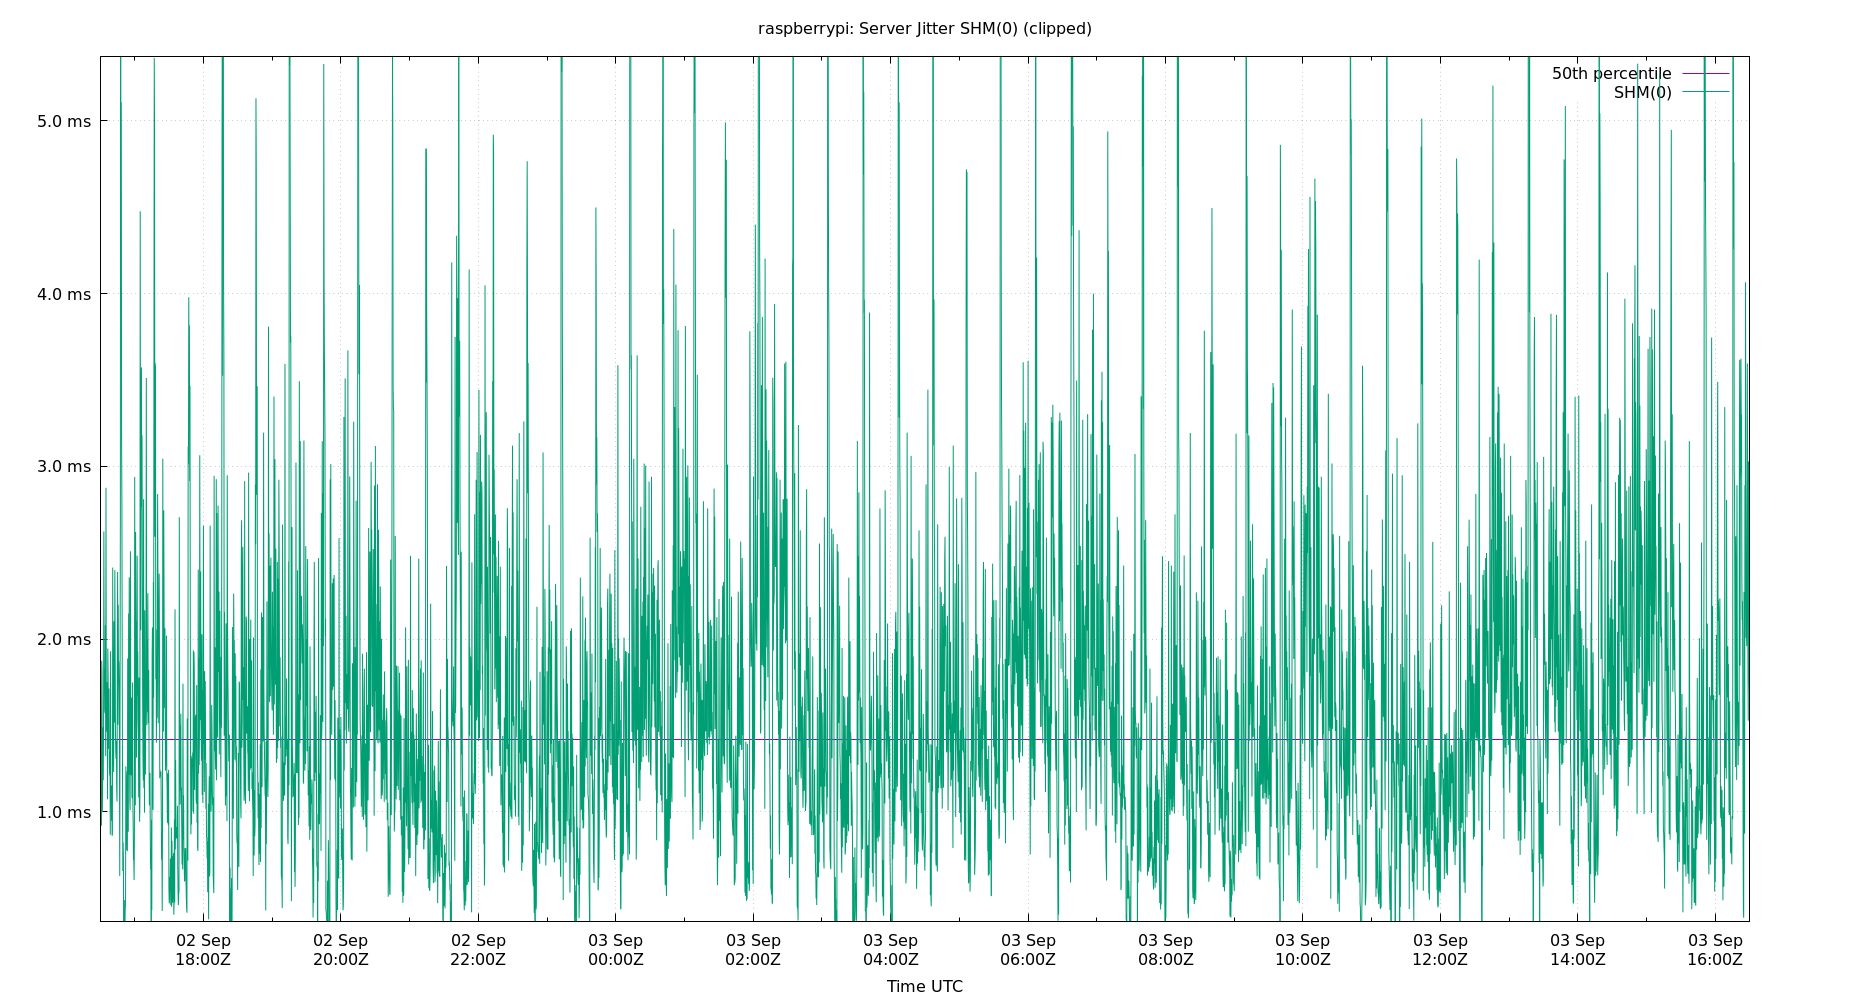 raspberrypi: Server Jitter SHM(0) (clipped)
50th percentile
SHM(0)
5.0 ms
4.0 ms
3.0 ms
2.0 ms
1.0 ms
02 Sep 02 Sep 02 Sep 03 Sep 03 Sep 03 Sep 03 Sep 03 Sep 03 Sep 03 Sep 03 Sep 03 Sep
18:00Z 20:00Z 22:00Z 00:00Z 02:00Z 04:00Z 06:00Z 08:00Z 10:00Z 12:00Z 14:00Z 16:00Z
Time UTC